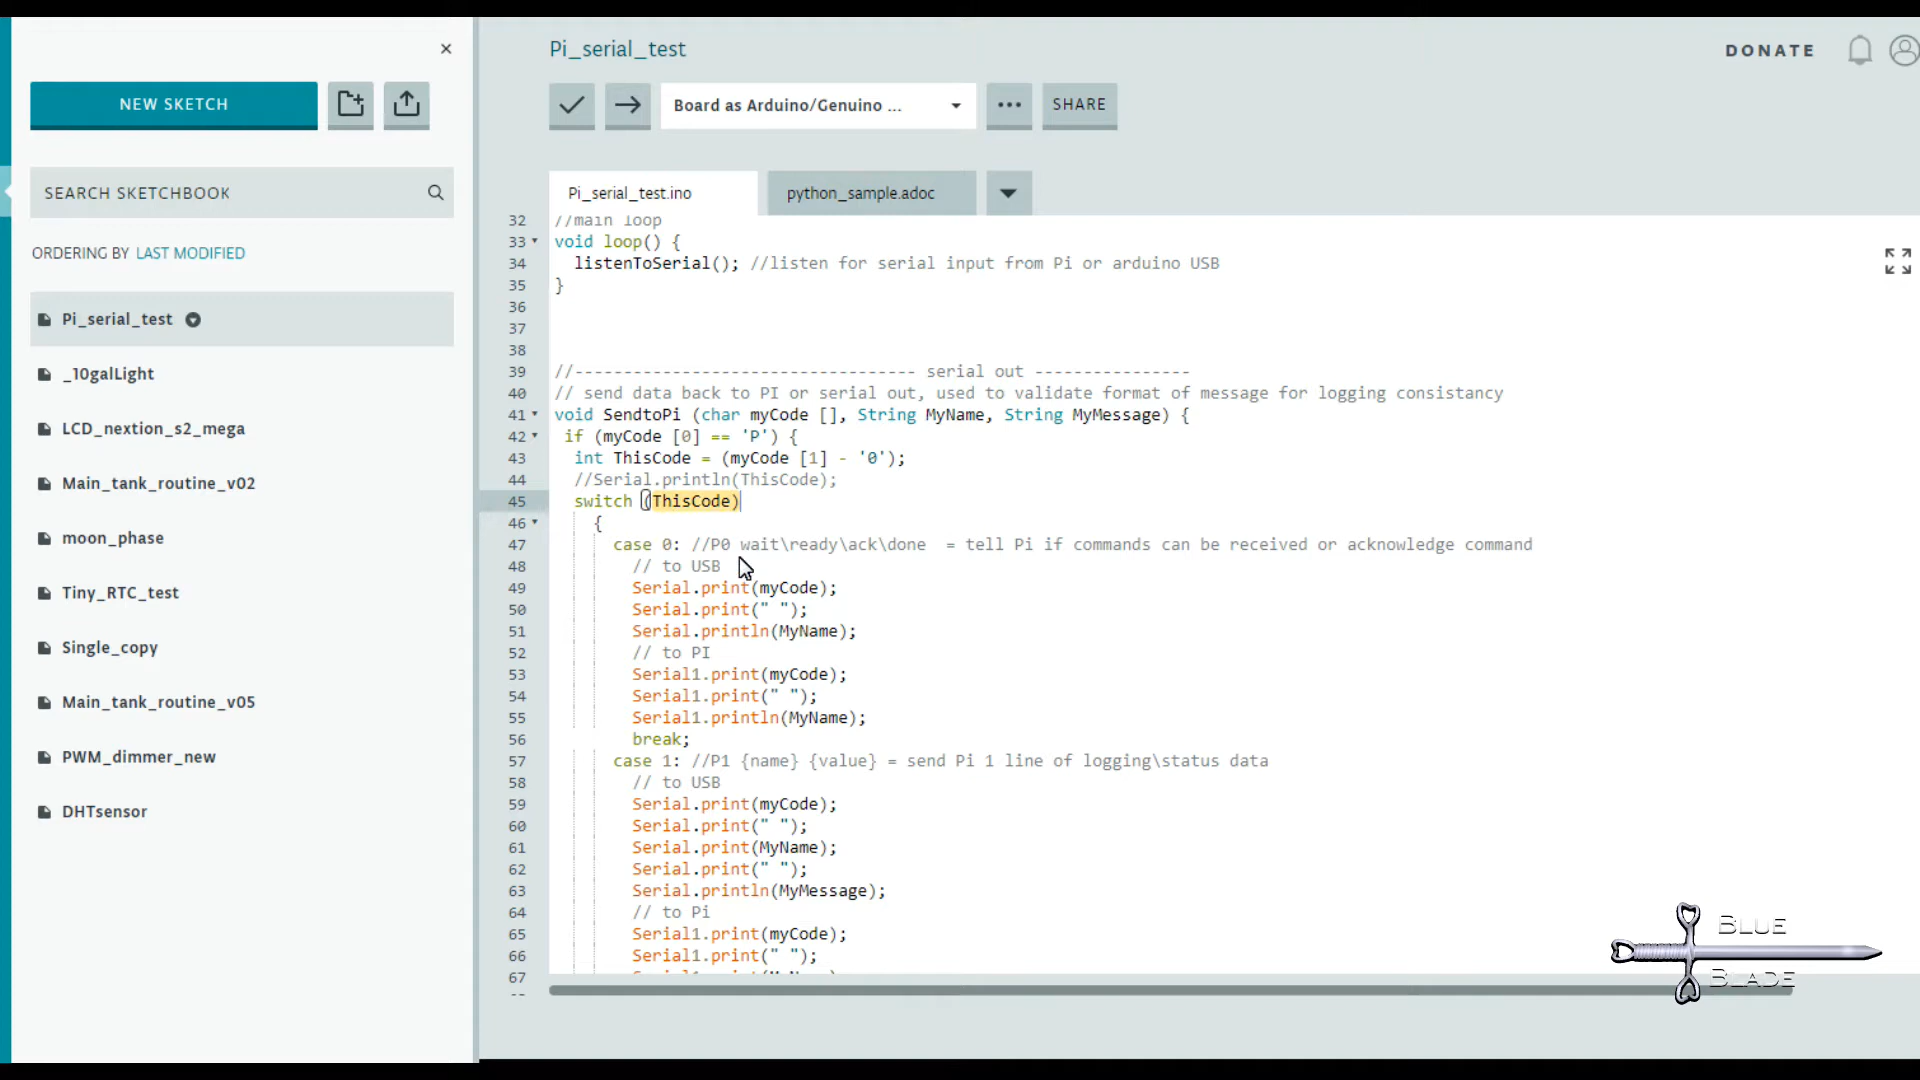 Pi_serial_test
DONATE
NEW SKETCH
Board as Arduino/Genuino ...
SHARE
SEARCH SKETCHBOOK
Pi_serial_test.ino
python_sample.adoc
ORDERING BY LAST MODIFIED
Pi_serial_test
_10galLight
LCD_nextion_s2_mega
Main_tank_routine_v02
moon_phase
Tiny_RTC_test
Single_copy
Main_tank_routine_v05
PWM_dimmer_new
DHTsensor
32 //main loop
33 void loop() {
34 listenToSerial(); //listen for serial input from Pi or arduino USB
35 }
36
37
38
39 //----------------------------------- serial out ----------------
40 // send data back to PI or serial out, used to validate format of message for logging consistancy
41 void SendtoPi (char myCode [], String MyName, String MyMessage) {
42 if (myCode [0] == 'P') {
43 int ThisCode = (myCode [1] - '0');
44 //Serial.println(ThisCode);
45 switch (ThisCode)
46 {
47 case 0: //P0 wait\ready\ack\done  = tell Pi if commands can be received or acknowledge command
48 // to USB
49 Serial.print(myCode);
50 Serial.print(" ");
51 Serial.println(MyName);
52 // to PI
53 Serial1.print(myCode);
54 Serial1.print(" ");
55 Serial1.println(MyName);
56 break;
57 case 1: //P1 {name} {value} = send Pi 1 line of logging\status data
58 // to USB
59 Serial.print(myCode);
60 Serial.print(" ");
61 Serial.print(MyName);
62 Serial.print(" ");
63 Serial.println(MyMessage);
64 // to Pi
65 Serial1.print(myCode);
66 Serial1.print(" ");
67
BLUE
BLADE